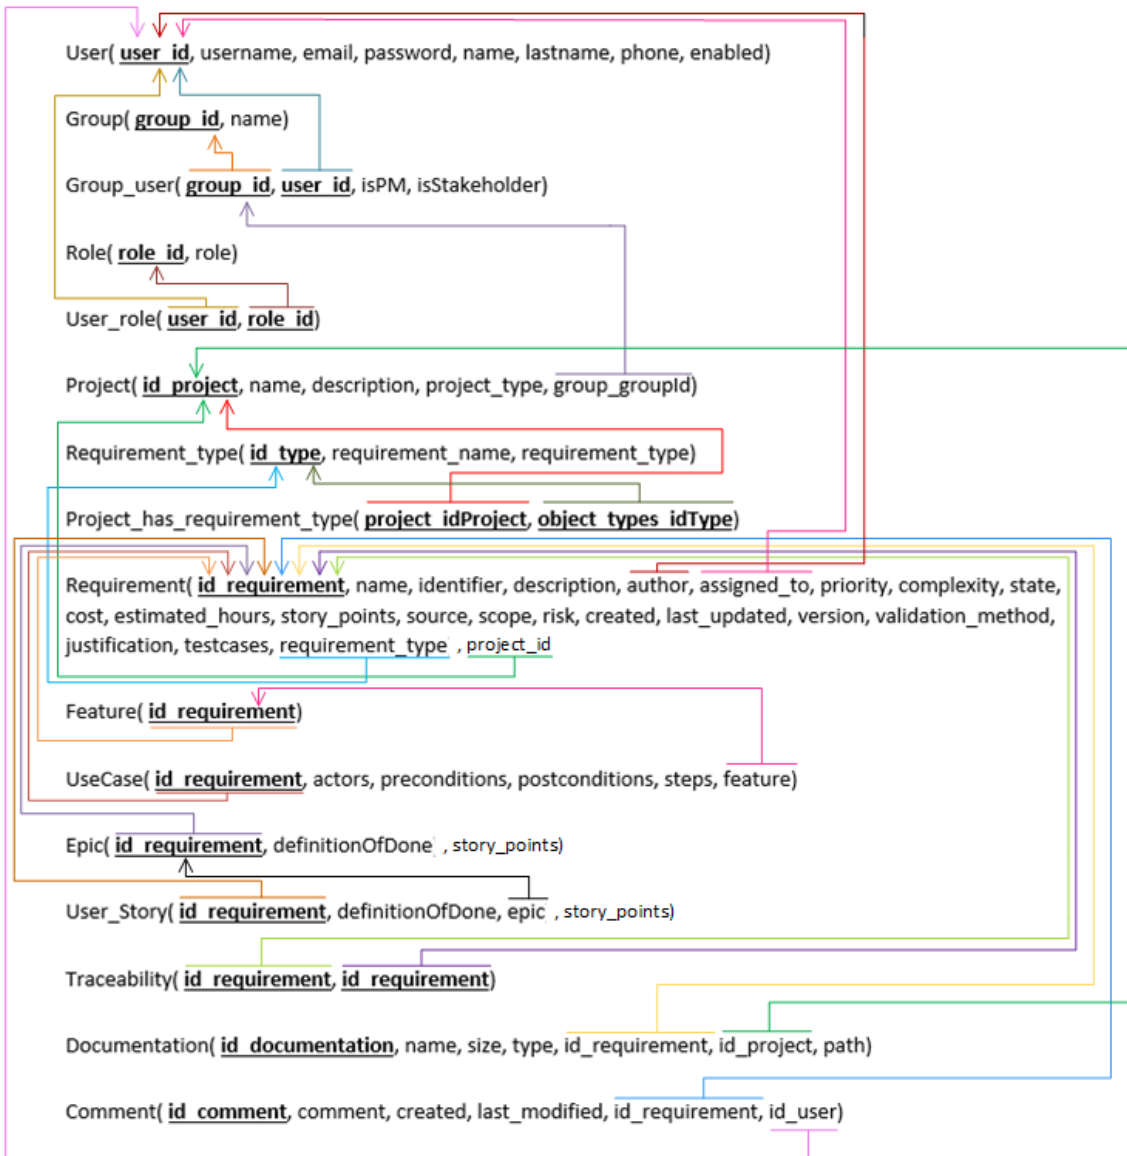 User( user_id, username, email, password, name, lastname, phone, enabled)
Group( group_id, name)
Group_user( group_id, user_id, isPM, isStakeholder)
Role( role_id, role)
User_role( user_id, role_id)
Project( id_project, name, description, project_type, group_groupId)
Requirement_type( id_type, requirement_name, requirement_type)
Project_has_requirement_type( project_idProject, object_types_idType)
Requirement( id_requirement, name, identifier, description, author, assigned_to, priority, complexity, state,
cost, estimated_hours, story_points, source, scope, risk, created, last_updated, version, validation_method,
justification, testcases, requirement_type , project_id
Feature( id_requirement)
UseCase( id_requirement, actors, preconditions, postconditions, steps, feature)
Epic( id_requirement, definitionOfDone , story_points)
User_Story( id_requirement, definitionOfDone, epic , story_points)
Traceability( id_requirement, id_requirement)
Documentation( id_documentation, name, size, type, id_requirement, id_project, path)
Comment( id_comment, comment, created, last_modified, id_requirement, id_user)